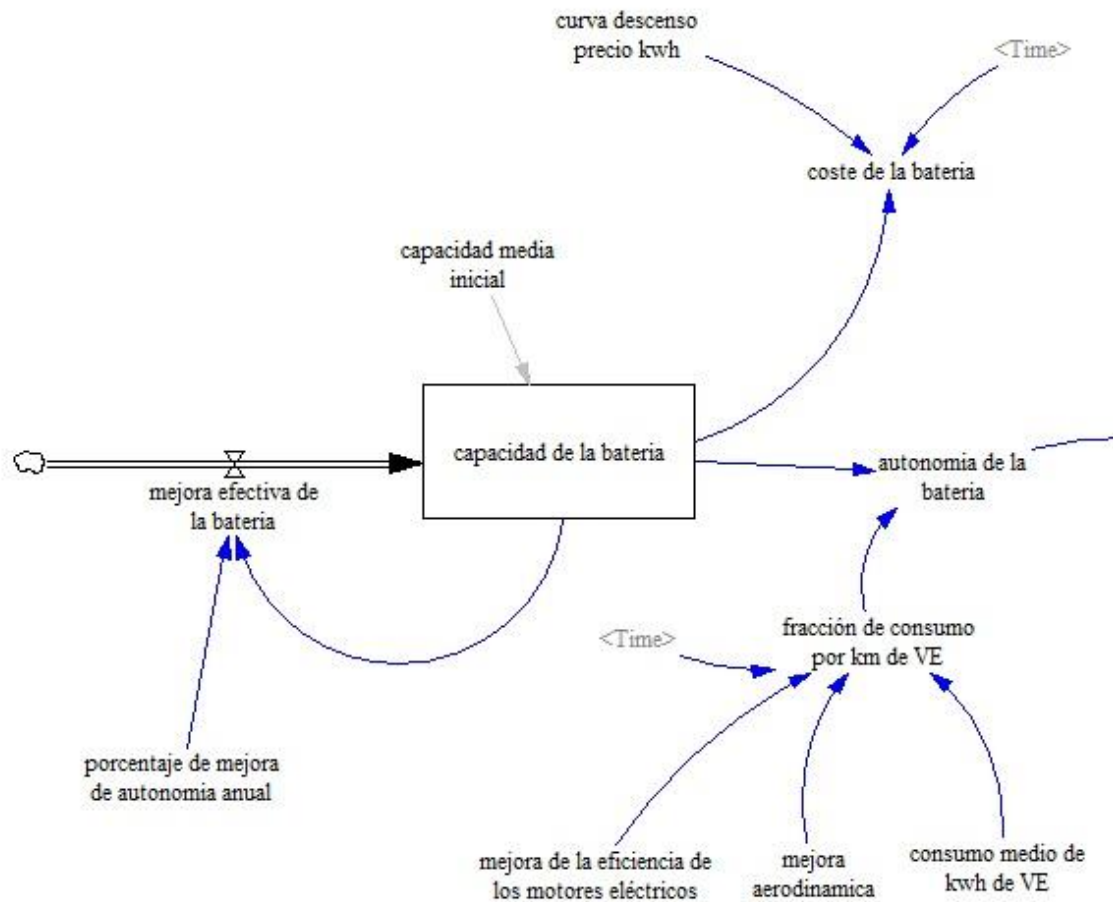 curva descenso
precio kwh
<Time>
coste de la bateria
capacidad media
inicial
capacidad de la bateria
autonomia de la
bateria
mejora efectiva de
la bateria
<Time>
fracción de consumo
por km de VE
porcentaje de mejora
de autonomia anual
mejora de la eficiencia de
los motores eléctricos
mejora
aerodinamica
consumo medio de
kwh de VE